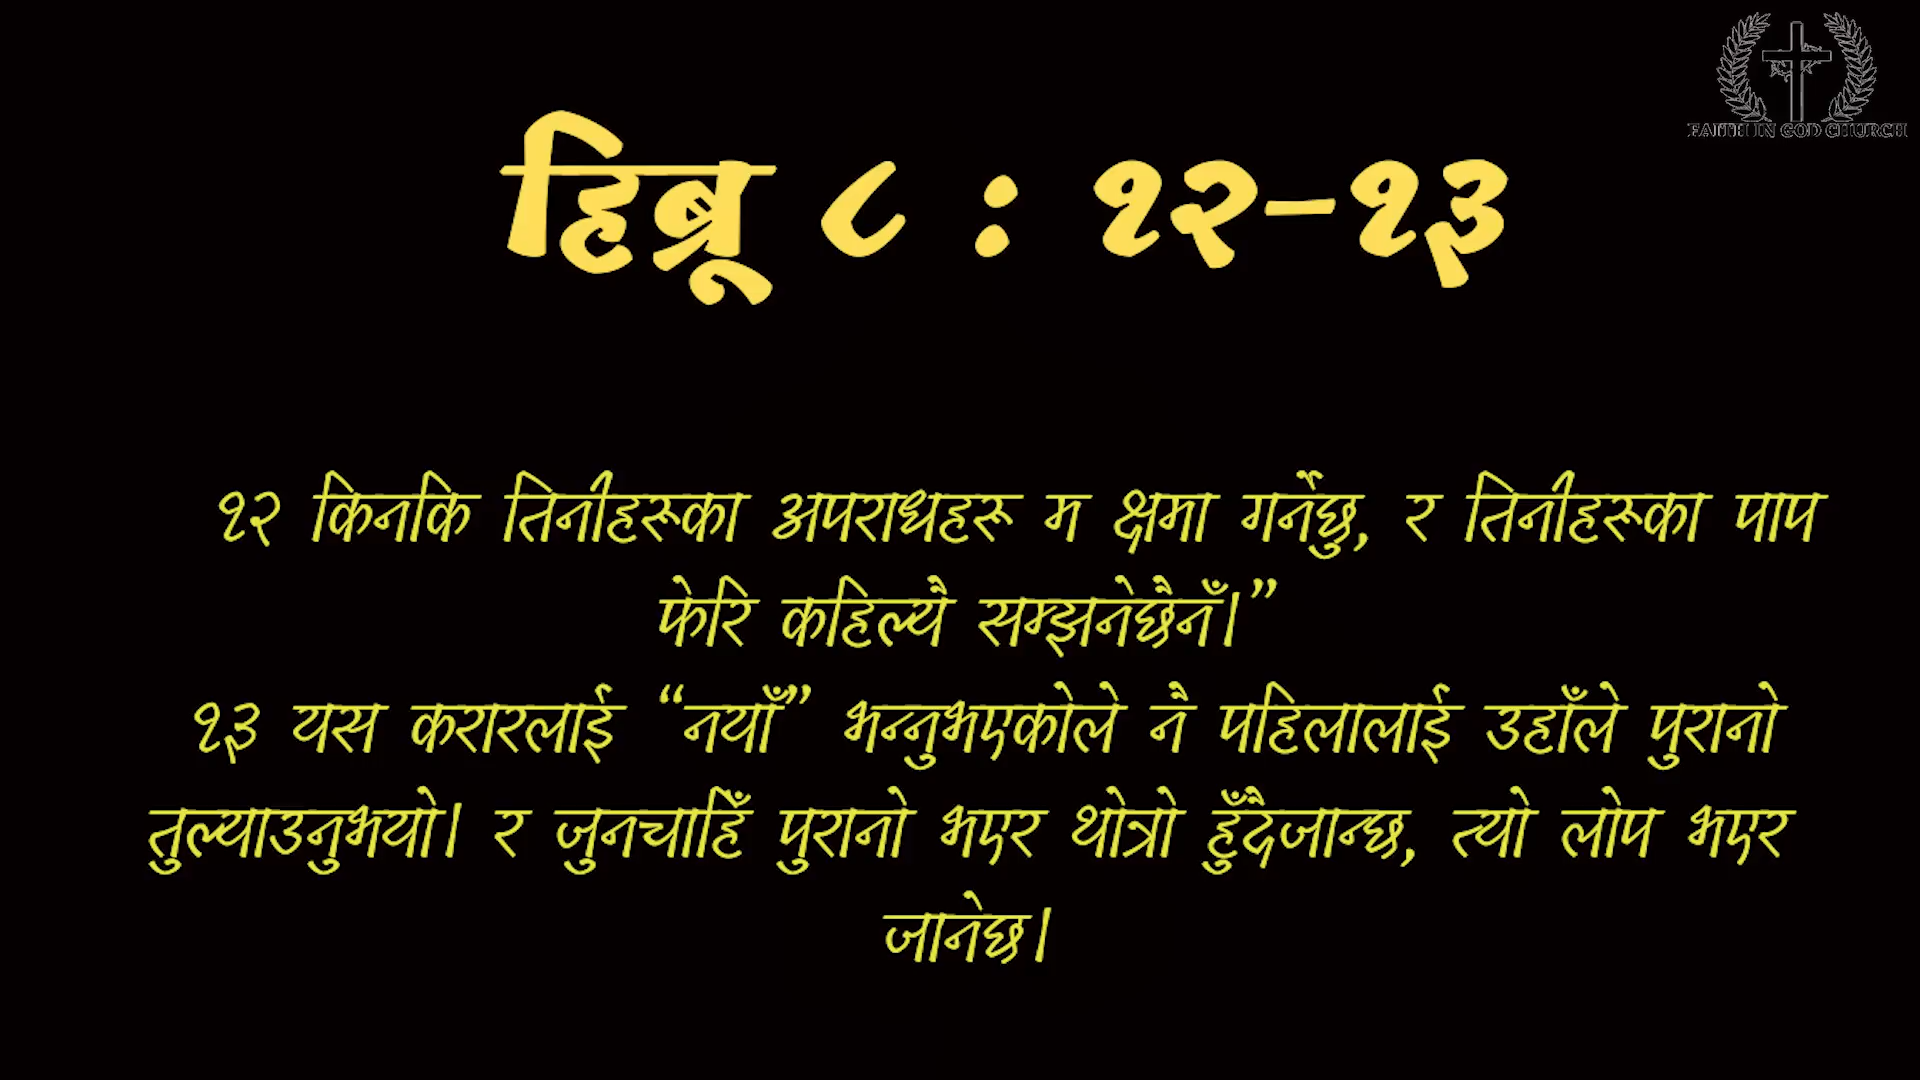 FAITH IN GOD CHURCH
हिब्रू ८ : १२-१३
१२ किनकि तिनीहरूका अपराधहरू म क्षमा गर्नेछु, र तिनीहरूका पाप
फेरि कहिल्यै सम्झनेछैनँ।”
१३ यस करारलाई “नयाँ” भन्नुभएकोले नै पहिलालाई उहाँले पुरानो
तुल्याउनुभयो। र जुनचाहिँ पुरानो भएर थोत्रो हुँदैजान्छ, त्यो लोप भएर
जानेछ।